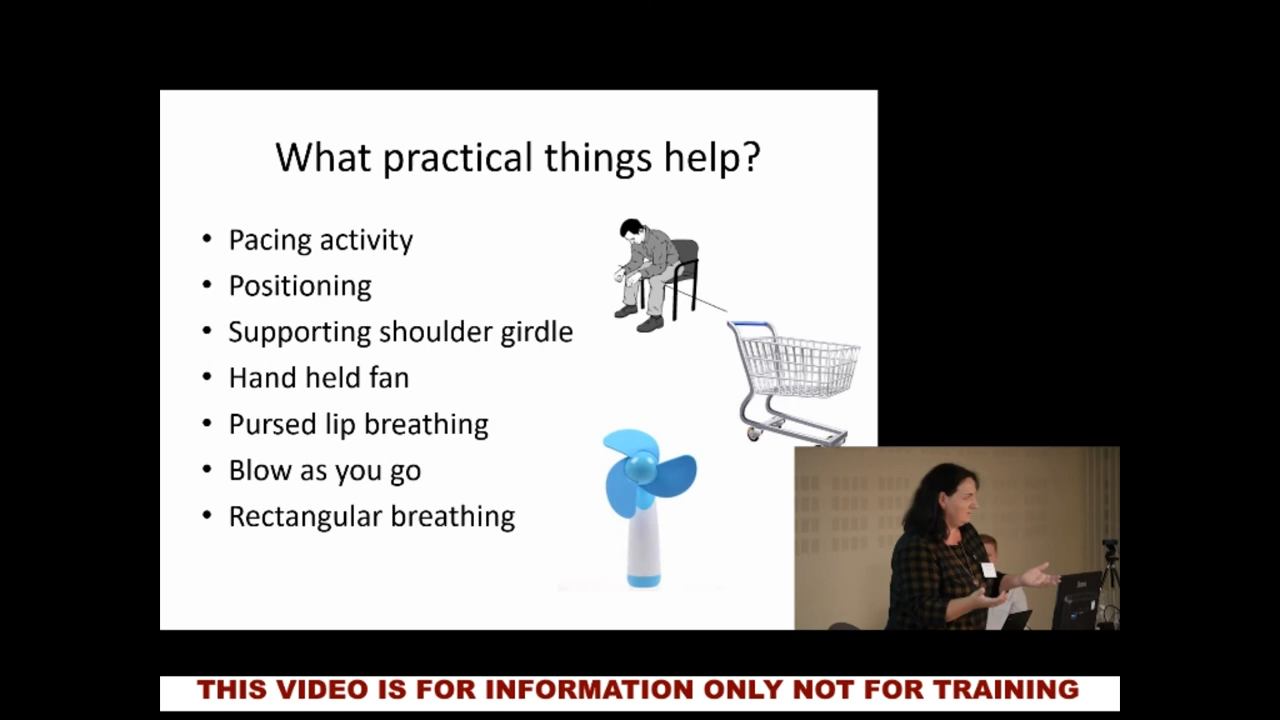 What practical things help?
• Pacing activity
• Positioning
• Supporting shoulder girdle
• Hand held fan
• Pursed lip breathing
• Blow as you go
• Rectangular breathing
THIS VIDEO IS FOR INFORMATION ONLY NOT FOR TRAINING